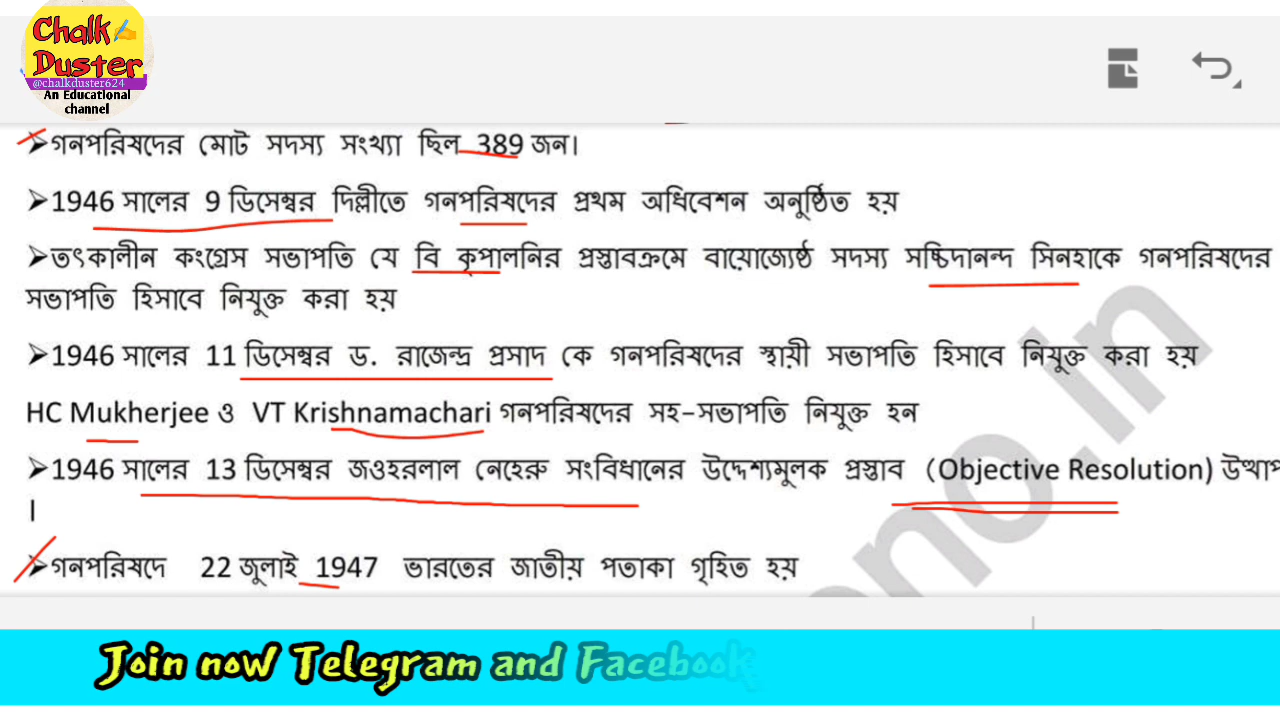 Chalk
Duster
@chalkduster624
An Educational
channel
➢গনপরিষদের মোট সদস্য সংখ্যা ছিল 389 জন।
➢1946 সালের 9 ডিসেম্বর দিল্লীতে গনপরিষদের প্রথম অধিবেশন অনুষ্ঠিত হয়
➢তৎকালীন কংগ্রেস সভাপতি যে বি কৃপালনির প্রস্তাবক্রমে বায়োজ্যেষ্ঠ সদস্য সচ্চিদানন্দ সিনহাকে গনপরিষদের
সভাপতি হিসাবে নিযুক্ত করা হয়
➢1946 সালের 11 ডিসেম্বর ড. রাজেন্দ্র প্রসাদ কে গনপরিষদের স্থায়ী সভাপতি হিসাবে নিযুক্ত করা হয়
HC Mukherjee ও VT Krishnamachari গনপরিষদের সহ-সভাপতি নিযুক্ত হন
➢1946 সালের 13 ডিসেম্বর জওহরলাল নেহেরু সংবিধানের উদ্দেশ্যমুলক প্রস্তাব (Objective Resolution) উত্থাপ
।
➢গনপরিষদে 22 জুলাই 1947 ভারতের জাতীয় পতাকা গৃহিত হয়
Join now Telegram and Facebook